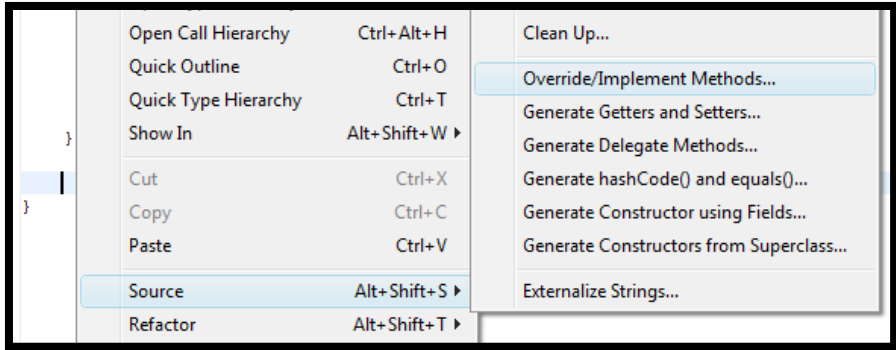 Open Call Hierarchy Ctrl+Alt+H
Quick Outline Ctrl+O
Quick Type Hierarchy Ctrl+T
Show In Alt+Shift+W
}
Cut Ctrl+X
Copy Ctrl+C
}
Paste Ctrl+V
Source Alt+Shift+S
Refactor Alt+Shift+T
Clean Up...
Override/Implement Methods...
Generate Getters and Setters...
Generate Delegate Methods...
Generate hashCode() and equals()...
Generate Constructor using Fields...
Generate Constructors from Superclass...
Externalize Strings...